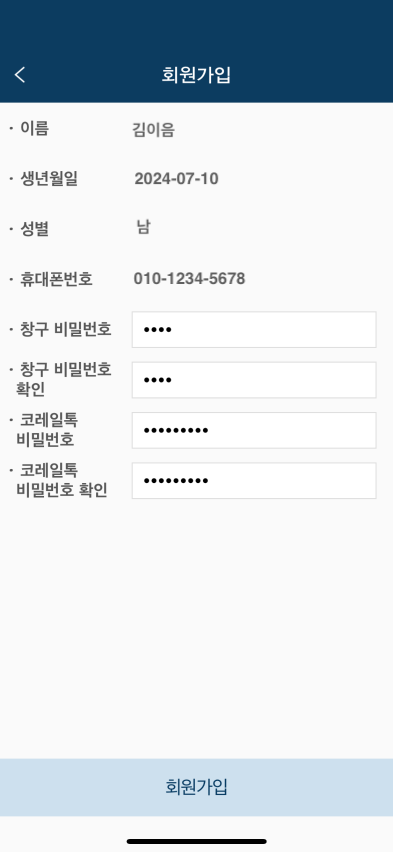 회원가입
· 이름 김이음
· 생년월일 2024-07-10
· 성별 남
· 휴대폰번호 010-1234-5678
· 창구 비밀번호 ••••
· 창구 비밀번호
확인 ••••
· 코레일톡
비밀번호 •••••••••
· 코레일톡
비밀번호 확인 •••••••••
회원가입